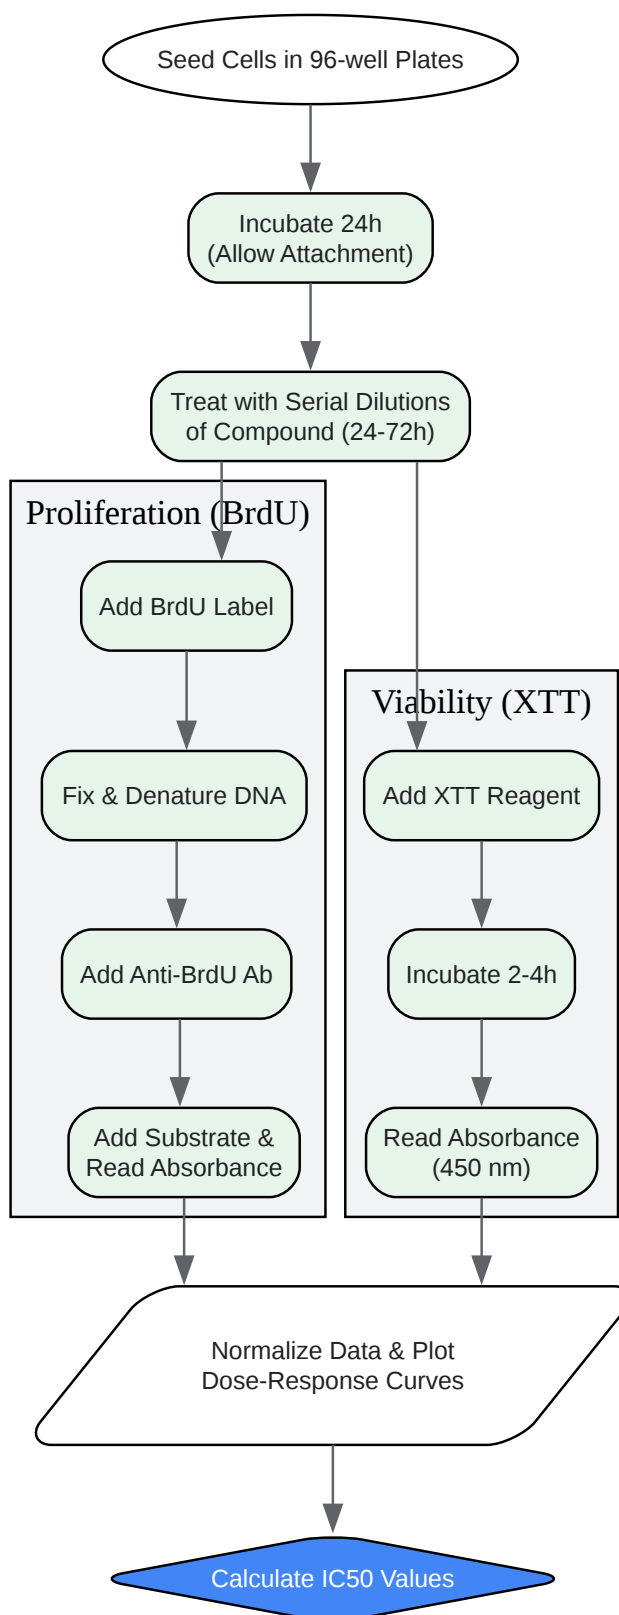 Seed Cells in 96-well Plates
Incubate 24h
(Allow Attachment)
Treat with Serial Dilutions
of Compound (24-72h)
Proliferation (BrdU)
Add BrdU Label
Fix & Denature DNA
Add Anti-BrdU Ab
Add Substrate &
Read Absorbance
Viability (XTT)
Add XTT Reagent
Incubate 2-4h
Read Absorbance
(450 nm)
Normalize Data & Plot
Dose-Response Curves
Calculate IC50 Values